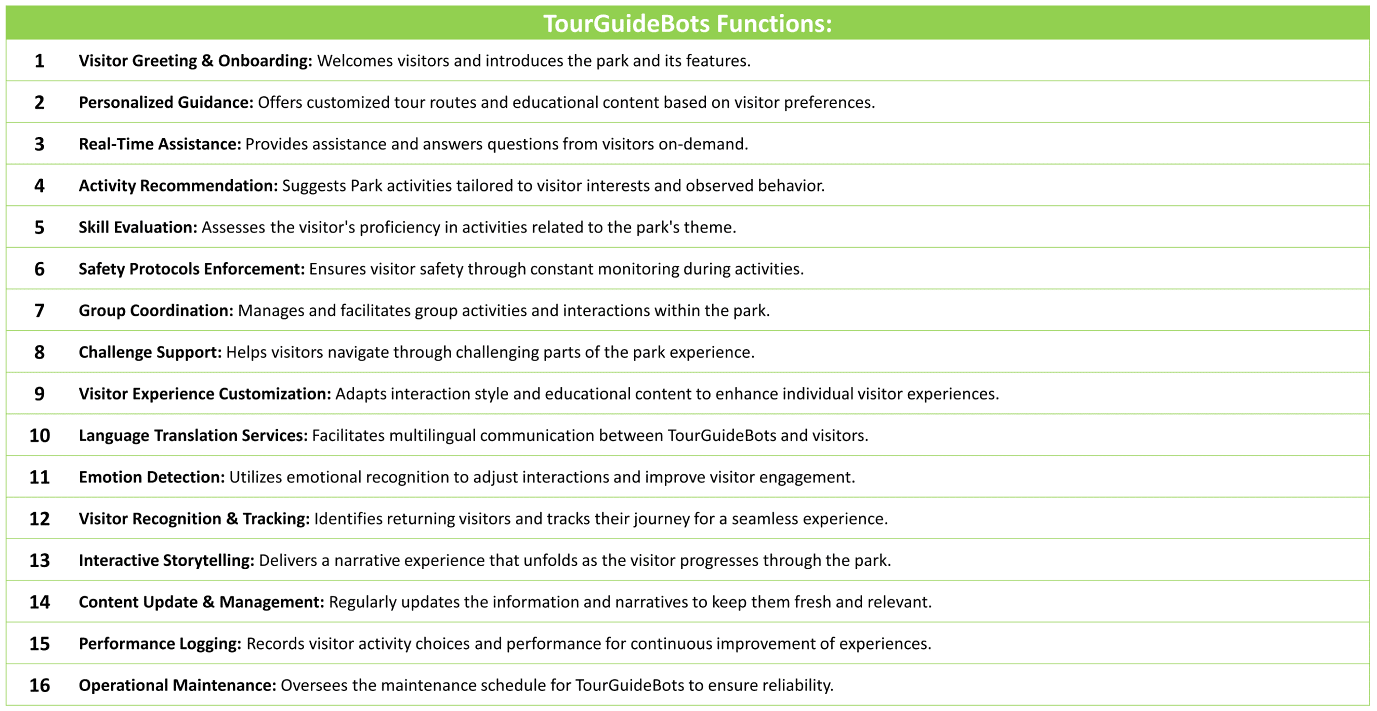 TourGuideBots Functions:
1 Visitor Greeting & Onboarding: Welcomes visitors and introduces the park and its features.
2 Personalized Guidance: Offers customized tour routes and educational content based on visitor preferences.
3 Real-Time Assistance: Provides assistance and answers questions from visitors on-demand.
4 Activity Recommendation: Suggests Park activities tailored to visitor interests and observed behavior.
5 Skill Evaluation: Assesses the visitor's proficiency in activities related to the park's theme.
6 Safety Protocols Enforcement: Ensures visitor safety through constant monitoring during activities.
7 Group Coordination: Manages and facilitates group activities and interactions within the park.
8 Challenge Support: Helps visitors navigate through challenging parts of the park experience.
9 Visitor Experience Customization: Adapts interaction style and educational content to enhance individual visitor experiences.
10 Language Translation Services: Facilitates multilingual communication between TourGuideBots and visitors.
11 Emotion Detection: Utilizes emotional recognition to adjust interactions and improve visitor engagement.
12 Visitor Recognition & Tracking: Identifies returning visitors and tracks their journey for a seamless experience.
13 Interactive Storytelling: Delivers a narrative experience that unfolds as the visitor progresses through the park.
14 Content Update & Management: Regularly updates the information and narratives to keep them fresh and relevant.
15 Performance Logging: Records visitor activity choices and performance for continuous improvement of experiences.
16 Operational Maintenance: Oversees the maintenance schedule for TourGuideBots to ensure reliability.